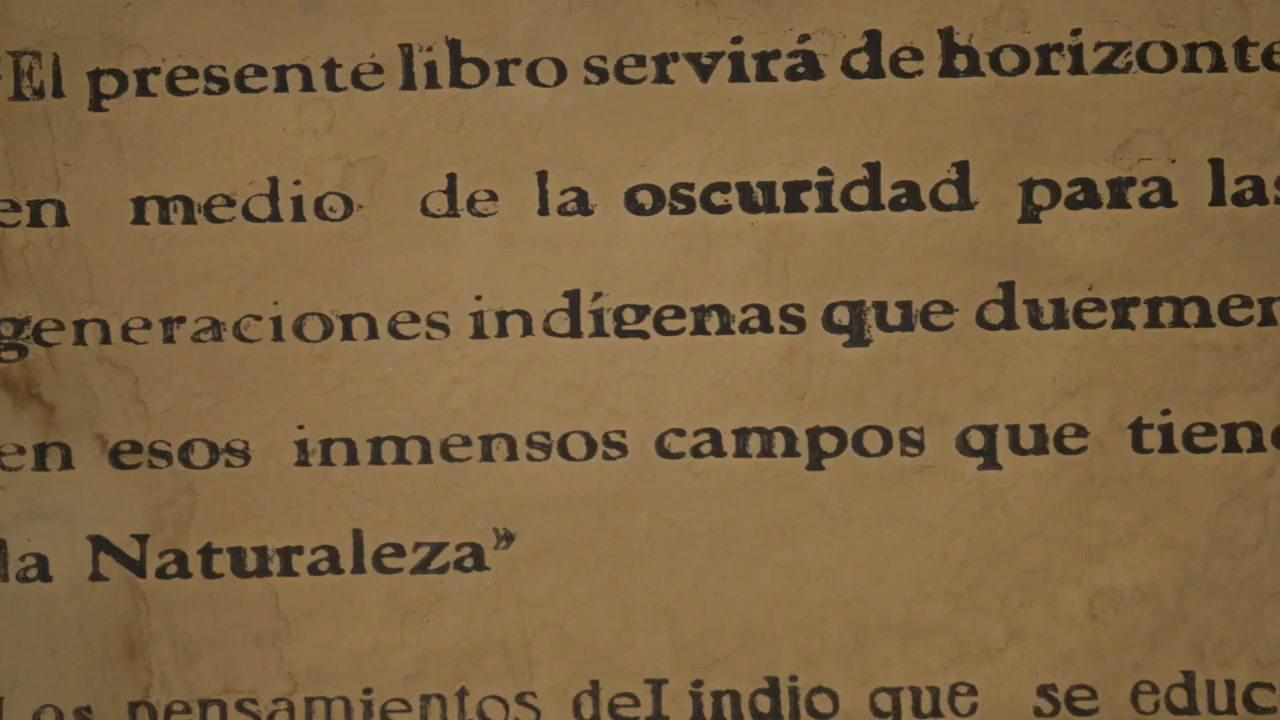 "El presente libro servirá de horizonte
en medio de la oscuridad para las
generaciones indígenas que duermen
en esos inmensos campos que tiene
la Naturaleza»
Los pensamientos del indio que se educ